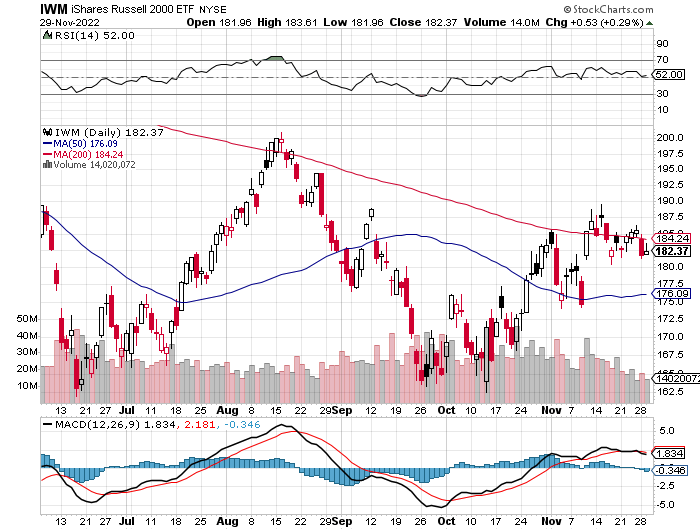 IWM iShares Russell 2000 ETF NYSE © StockCharts.com
29-Nov-2022 Open 181.96 High 183.61 Low 181.96 Close 182.37 Volume 14.0M Chg +0.53 (+0.29%)
RSI(14) 52.00
90
70
52.00
30
10
IWM (Daily) 182.37
MA(50) 176.09
MA(200) 184.24
Volume 14,020,072
200.0
197.5
195.0
192.5
190.0
187.5
184.24
182.37
180.0
177.5
176.09
175.0
172.5
170.0
167.5
165.0
162.5
50M
40M
30M
20M
10M
14020072
13 21 27 Jul 11 18 25 Aug 8 15 22 29 Sep 12 19 26 Oct 10 17 24 Nov 7 14 21 28
MACD(12,26,9) 1.834, 2.181, -0.346
5.0
1.834
-0.346
-2.5
-5.0
13 21 27 Jul 11 18 25 Aug 8 15 22 29 Sep 12 19 26 Oct 10 17 24 Nov 7 14 21 28